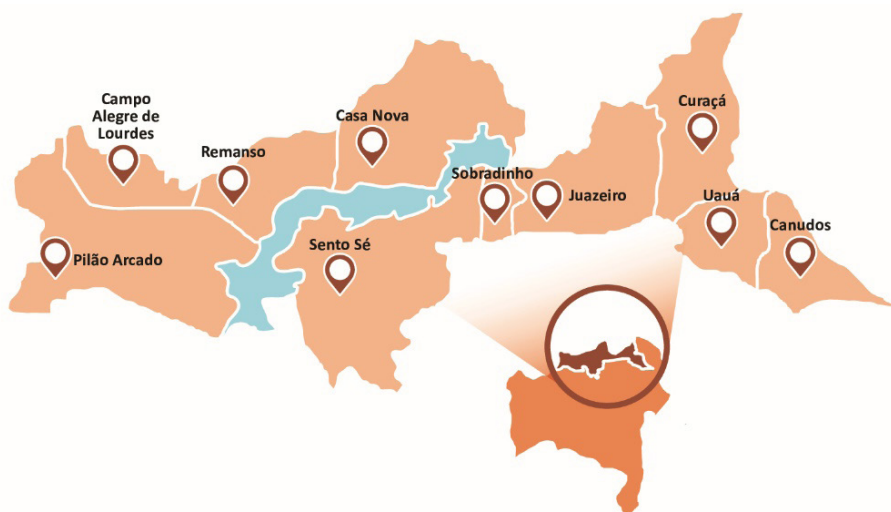 Campo
Alegre de
Lourdes
Remanso
Casa Nova
Curaçá
Sobradinho
Juazeiro
Uauá
Canudos
Pilão Arcado
Sento Sé